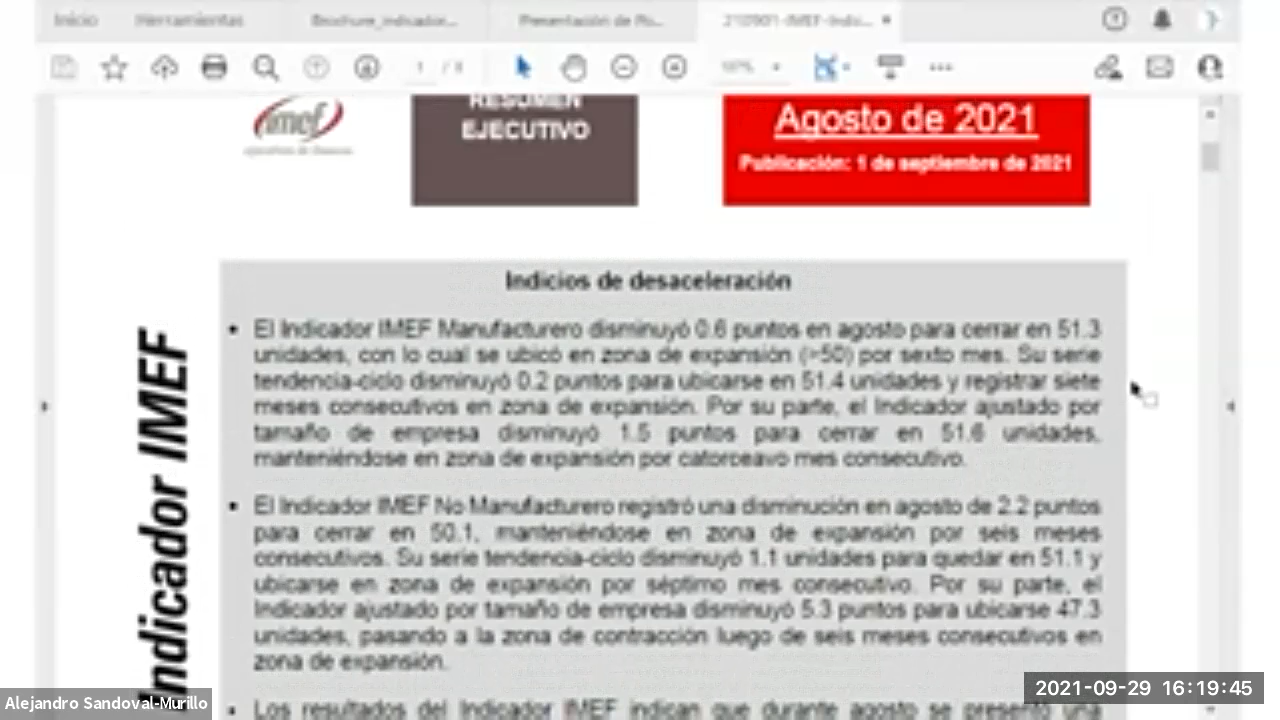 Inicio
Herramientas
Brochure_indicador...
Presentación de Po...
210901-IMEF-Indic...
1 / 8
imef
RESUMEN
EJECUTIVO
Agosto de 2021
Publicación: 1 de septiembre de 2021
Indicador IMEF
Indicios de desaceleración
• El Indicador IMEF Manufacturero disminuyó 0.6 puntos en agosto para cerrar en 51.3
unidades, con lo cual se ubicó en zona de expansión (>50) por sexto mes. Su serie
tendencia-ciclo disminuyó 0.2 puntos para ubicarse en 51.4 unidades y registrar siete
meses consecutivos en zona de expansión. Por su parte, el Indicador ajustado por
tamaño de empresa disminuyó 1.5 puntos para cerrar en 51.6 unidades,
manteniéndose en zona de expansión por catorceavo mes consecutivo.
• El Indicador IMEF No Manufacturero registró una disminución en agosto de 2.2 puntos
para cerrar en 50.1, manteniéndose en zona de expansión por seis meses
consecutivos. Su serie tendencia-ciclo disminuyó 1.1 unidades para quedar en 51.1 y
ubicarse en zona de expansión por séptimo mes consecutivo. Por su parte, el
Indicador ajustado por tamaño de empresa disminuyó 5.3 puntos para ubicarse 47.3
unidades, pasando a la zona de contracción luego de seis meses consecutivos en
zona de expansión.
• Los resultados del Indicador IMEF indican que durante agosto se presentó una
Alejandro Sandoval-Murillo
2021-09-29 16:19:45